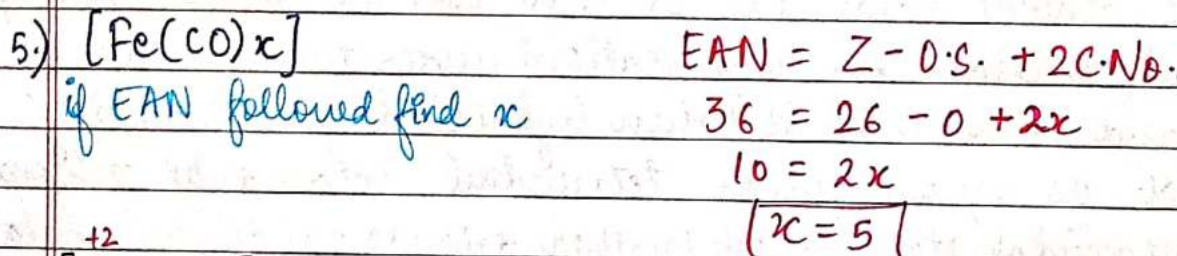 5.) [Fe(CO)x]
if EAN followed find x
EAN = Z - O.S. + 2C.No.
36 = 26 - 0 + 2x
10 = 2x
x = 5
+2